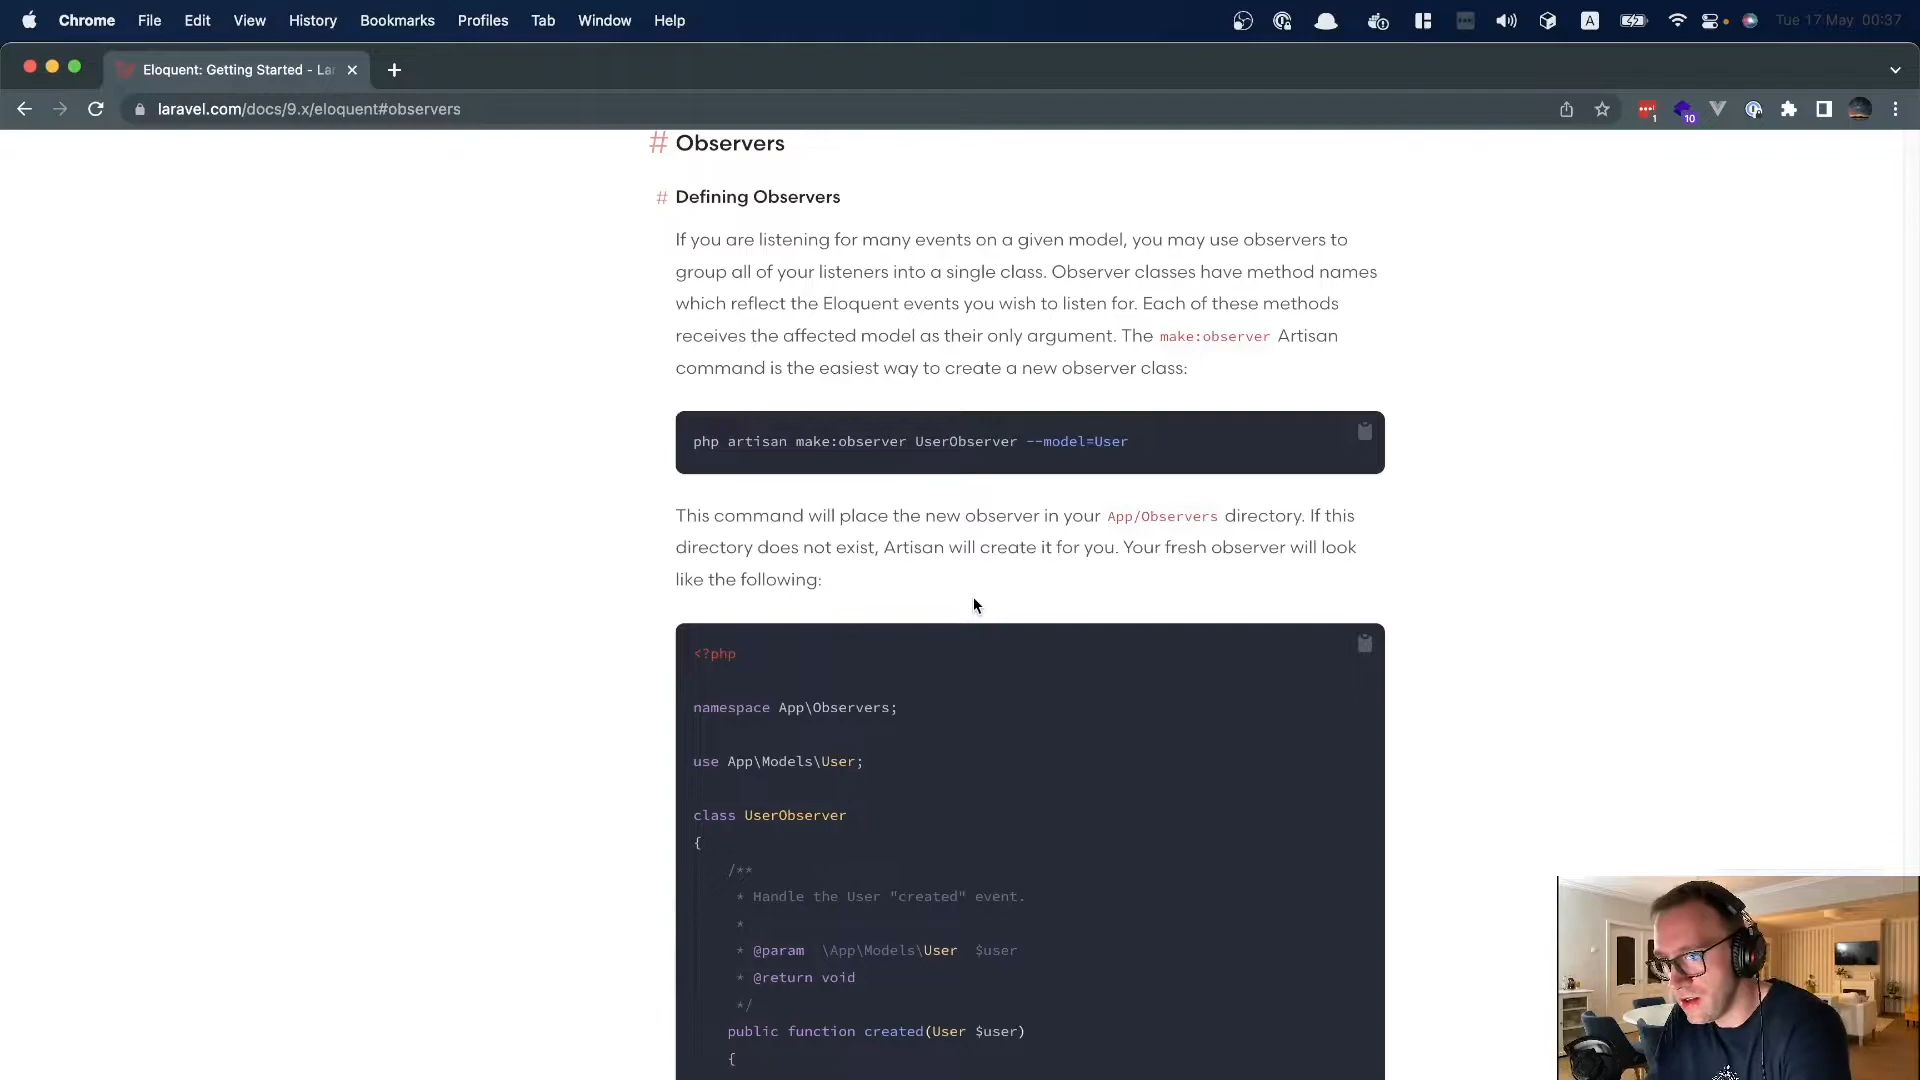 Chrome File Edit View History Bookmarks Profiles Tab Window Help A Tue 17 May 00:37
Eloquent: Getting Started - La
laravel.com/docs/9.x/eloquent#observers 1 10
# Observers
# Defining Observers
If you are listening for many events on a given model, you may use observers to
group all of your listeners into a single class. Observer classes have method names
which reflect the Eloquent events you wish to listen for. Each of these methods
receives the affected model as their only argument. The make:observer Artisan
command is the easiest way to create a new observer class:
php artisan make:observer UserObserver --model=User
This command will place the new observer in your App/Observers directory. If this
directory does not exist, Artisan will create it for you. Your fresh observer will look
like the following:
<?php
namespace App\Observers;
use App\Models\User;
class UserObserver
{
/**
* Handle the User "created" event.
*
* @param \App\Models\User $user
* @return void
*/
public function created(User $user)
{